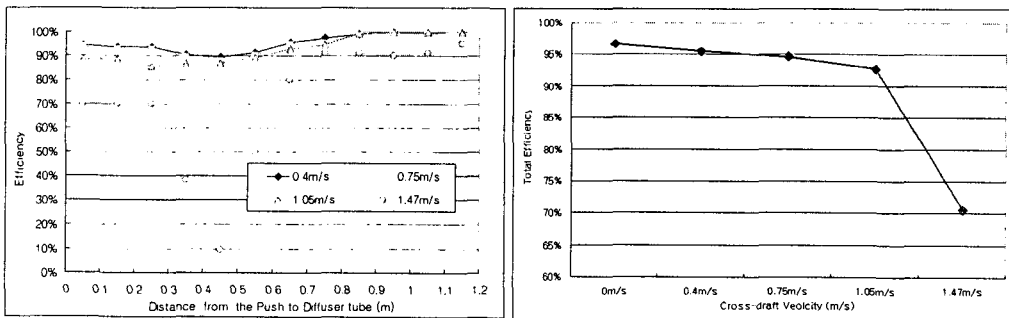 100%
90%
80%
70%
60%
50%
40%
30%
20%
10%
0%
Efficiency
0.4m/s
0.75m/s
1.05m/s
1.47m/s
0 0.1 0.2 0.3 0.4 0.5 0.6 0.7 0.8 0.9 1 1.1 1.2
Distance from the Push to Diffuser tube (m)
100%
95%
90%
85%
80%
75%
70%
65%
60%
Total Efficiency
0m/s 0.4m/s 0.75m/s 1.05m/s 1.47m/s
Cross-draft Veolcity (m/s)